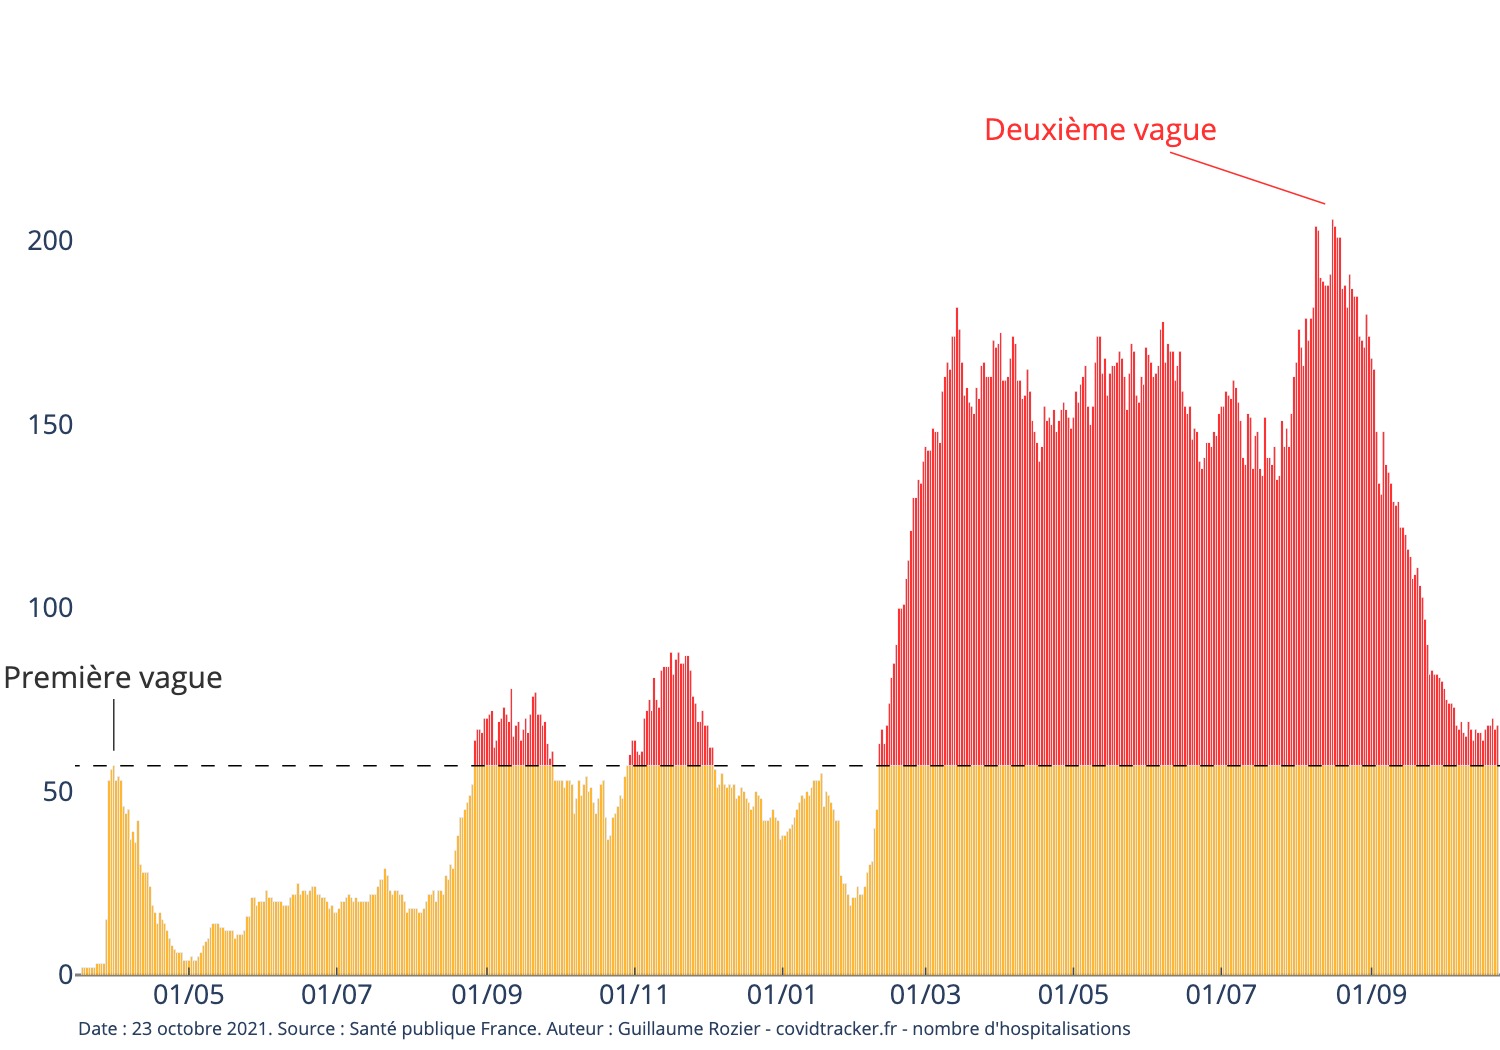 Deuxième vague
200
150
100
Première vague
50
0
01/05 01/07 01/09 01/11 01/01 01/03 01/05 01/07 01/09
Date : 23 octobre 2021. Source : Santé publique France. Auteur : Guillaume Rozier - covidtracker.fr - nombre d'hospitalisations